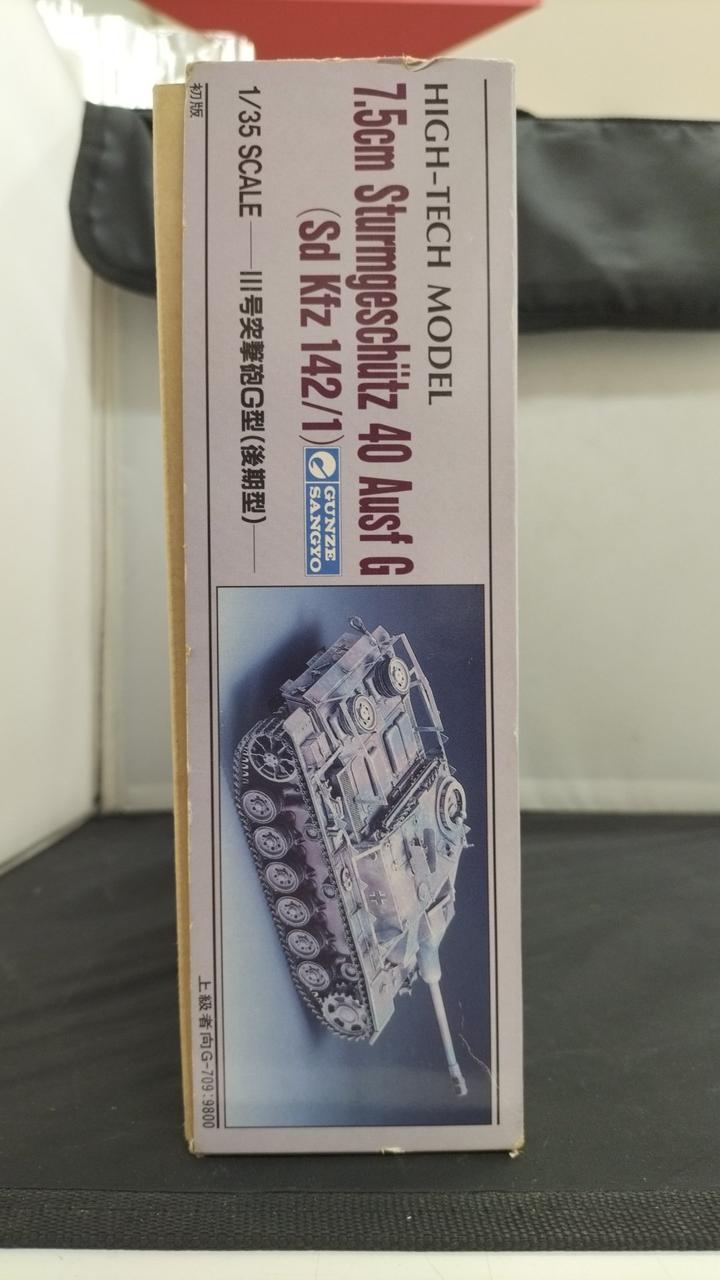 HIGH-TECH MODEL
7.5cm Sturmgeschütz 40 Ausf G
(Sd Kfz 142/1)
GUNZE
SANGYO
1/35 SCALE — III号突撃砲G型(後期型) —
初版
上級者向G-709:9800